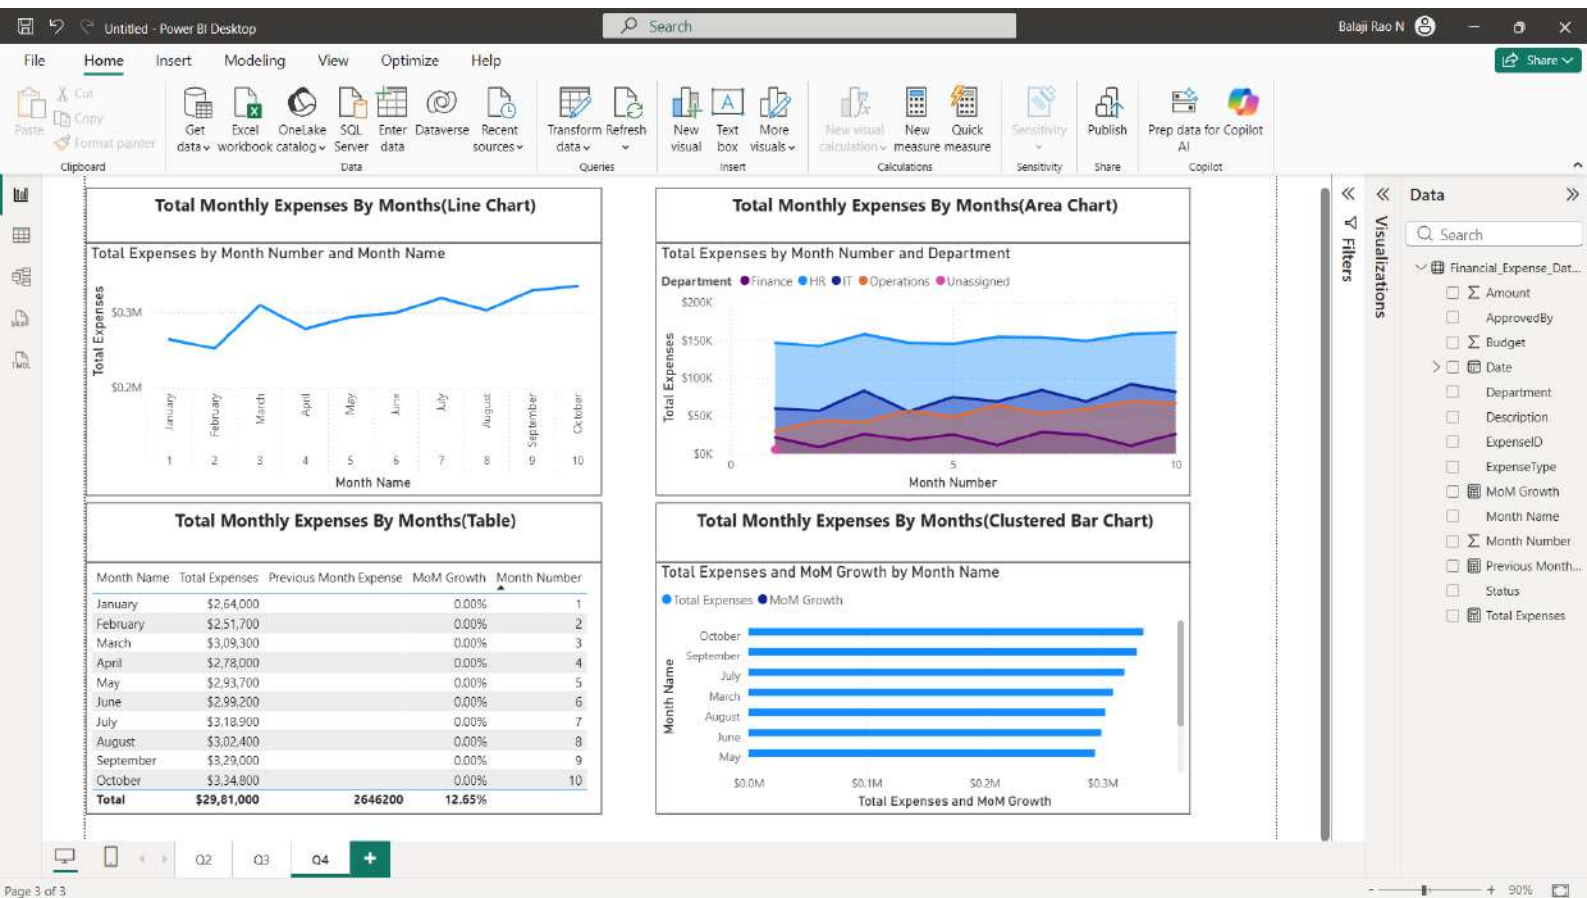 Untitled - Power BI Desktop
Search
Balaji Rao N
File Home Insert Modeling View Optimize Help
Share
Paste
Cut
Copy
Format painter
Clipboard
Get data
Excel workbook
OneLake catalog
SQL Server
Enter data
Dataverse
Recent sources
Data
Transform data
Refresh
Queries
New visual
Text box
More visuals
Insert
New visual calculation
New measure
Quick measure
Calculations
Sensitivity
Sensitivity
Publish
Share
Prep data for AI
Copilot
Copilot
Total Monthly Expenses By Months(Line Chart)
Total Expenses by Month Number and Month Name
Total Expenses
$0.3M
$0.2M
January February March April May June July August September October
1 2 3 4 5 6 7 8 9 10
Month Name
Total Monthly Expenses By Months(Area Chart)
Total Expenses by Month Number and Department
Department Finance HR IT Operations Unassigned
Total Expenses
$200K
$150K
$100K
$50K
$0K
0 5 10
Month Number
Total Monthly Expenses By Months(Table)
Month Name Total Expenses Previous Month Expense MoM Growth Month Number
January $2,64,000 0.00% 1
February $2,51,700 0.00% 2
March $3,09,300 0.00% 3
April $2,78,000 0.00% 4
May $2,93,700 0.00% 5
June $2,99,200 0.00% 6
July $3,18,900 0.00% 7
August $3,02,400 0.00% 8
September $3,29,000 0.00% 9
October $3,34,800 0.00% 10
Total $29,81,000 2646200 12.65%
Total Monthly Expenses By Months(Clustered Bar Chart)
Total Expenses and MoM Growth by Month Name
Total Expenses MoM Growth
Month Name
October
September
July
March
August
June
May
$0.0M $0.1M $0.2M $0.3M
Total Expenses and MoM Growth
Filters
Visualizations
Data
Search
Financial_Expense_Dat...
Amount
ApprovedBy
Budget
Date
Department
Description
ExpenseID
ExpenseType
MoM Growth
Month Name
Month Number
Previous Month...
Status
Total Expenses
TMDL
Q2 Q3 Q4
Page 3 of 3
90%